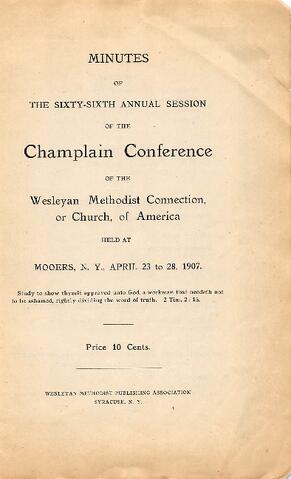 MINUTES
OF
THE SIXTY-SIXTH ANNUAL SESSION
OF THE
Champlain Conference
OF THE
Wesleyan Methodist Connection,
or Church, of America
HELD AT
MOOERS, N. Y., APRIL 23 to 28, 1907.
Study to show thyself approved unto God, a workman that needeth not
to be ashamed, rightly dividing the word of truth. 2 Tim. 2: 15.
Price 10 Cents.
WESLEYAN METHODIST PUBLISHING ASSOCIATION
SYRACUSE, N. Y.